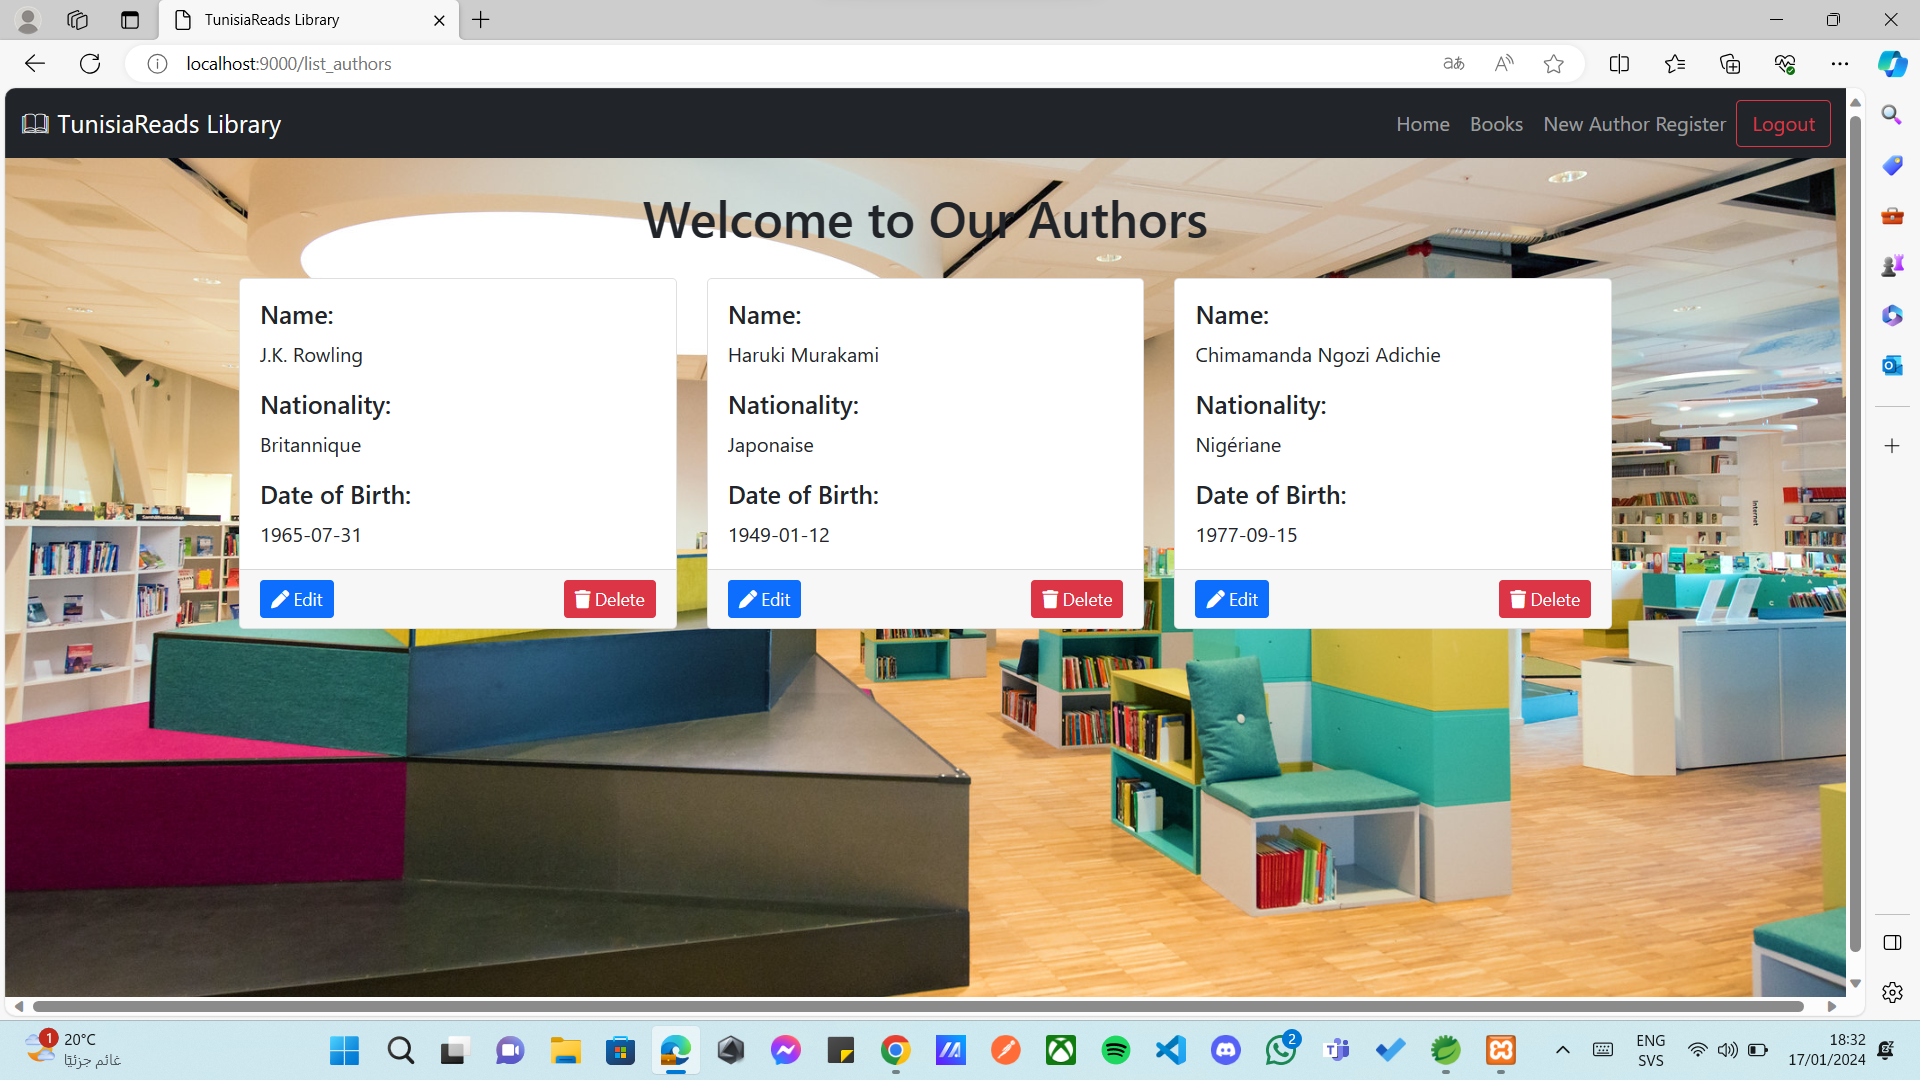 TunisiaReads Library
localhost:9000/list_authors
TunisiaReads Library
Home Books New Author Register Logout
Welcome to Our Authors
Name:
J.K. Rowling
Nationality:
Britannique
Date of Birth:
1965-07-31
Edit Delete
Name:
Haruki Murakami
Nationality:
Japonaise
Date of Birth:
1949-01-12
Edit Delete
Name:
Chimamanda Ngozi Adichie
Nationality:
Nigériane
Date of Birth:
1977-09-15
Edit Delete
Internet
1
20°C
غائم جزئيًا
2
ENG
SVS
18:32
17/01/2024